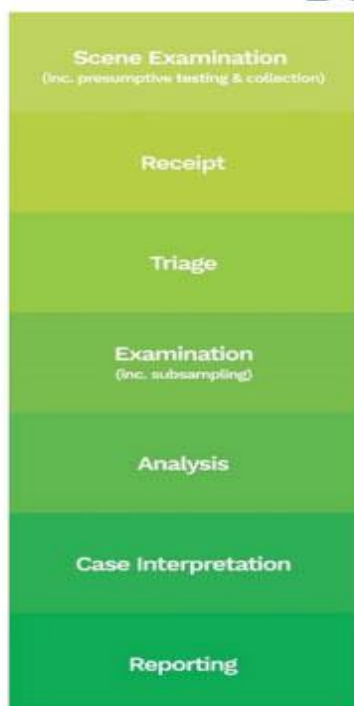 Scene Examination
(inc. presumptive testing & collection)
Receipt
Triage
Examination
(inc. subsampling)
Analysis
Case Interpretation
Reporting